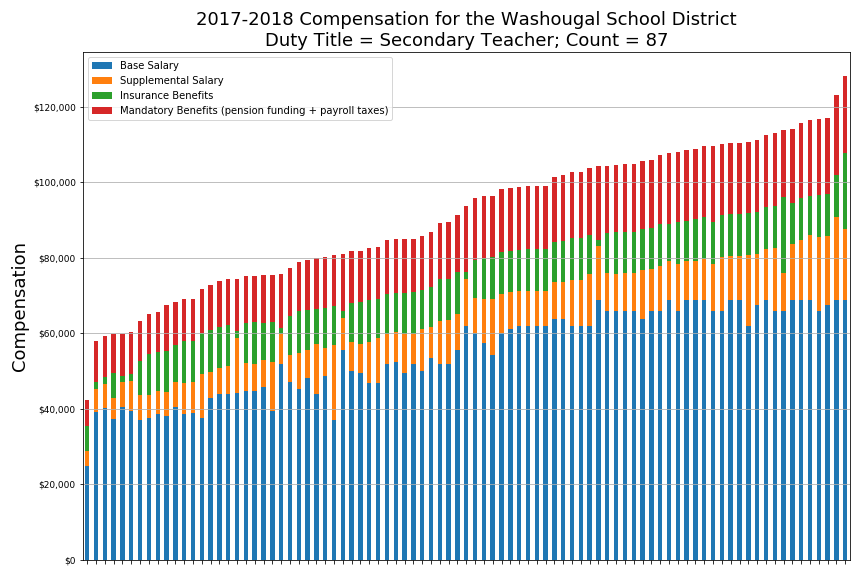 2017-2018 Compensation for the Washougal School District
Duty Title = Secondary Teacher; Count = 87
Base Salary
Supplemental Salary
Insurance Benefits
Mandatory Benefits (pension funding + payroll taxes)
Compensation
$120,000
$100,000
$80,000
$60,000
$40,000
$20,000
$0